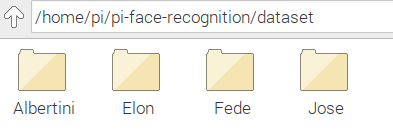 /home/pi/pi-face-recognition/dataset
Albertini Elon Fede Jose